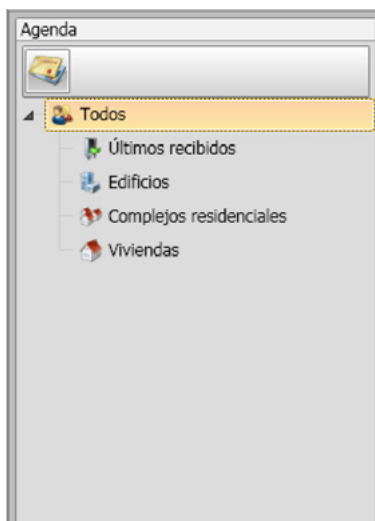 Agenda
Todos
Últimos recibidos
Edificios
Complejos residenciales
Viviendas